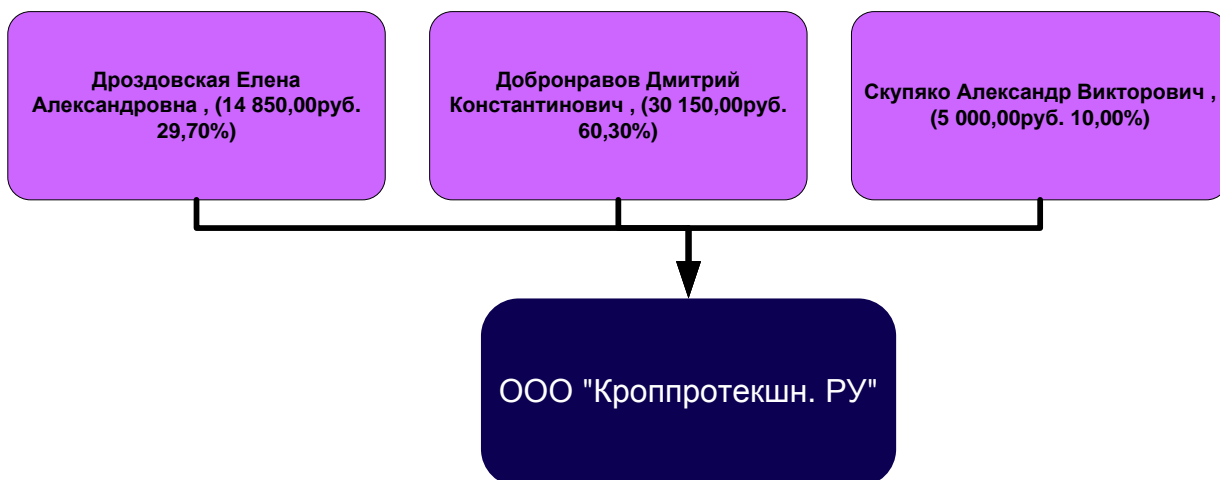 Дроздовская Елена
Александровна , (14 850,00руб.
29,70%)
Добронравов Дмитрий
Константинович , (30 150,00руб.
60,30%)
Скупяко Александр Викторович ,
(5 000,00руб. 10,00%)
ООО "Кроппротекшн. РУ"